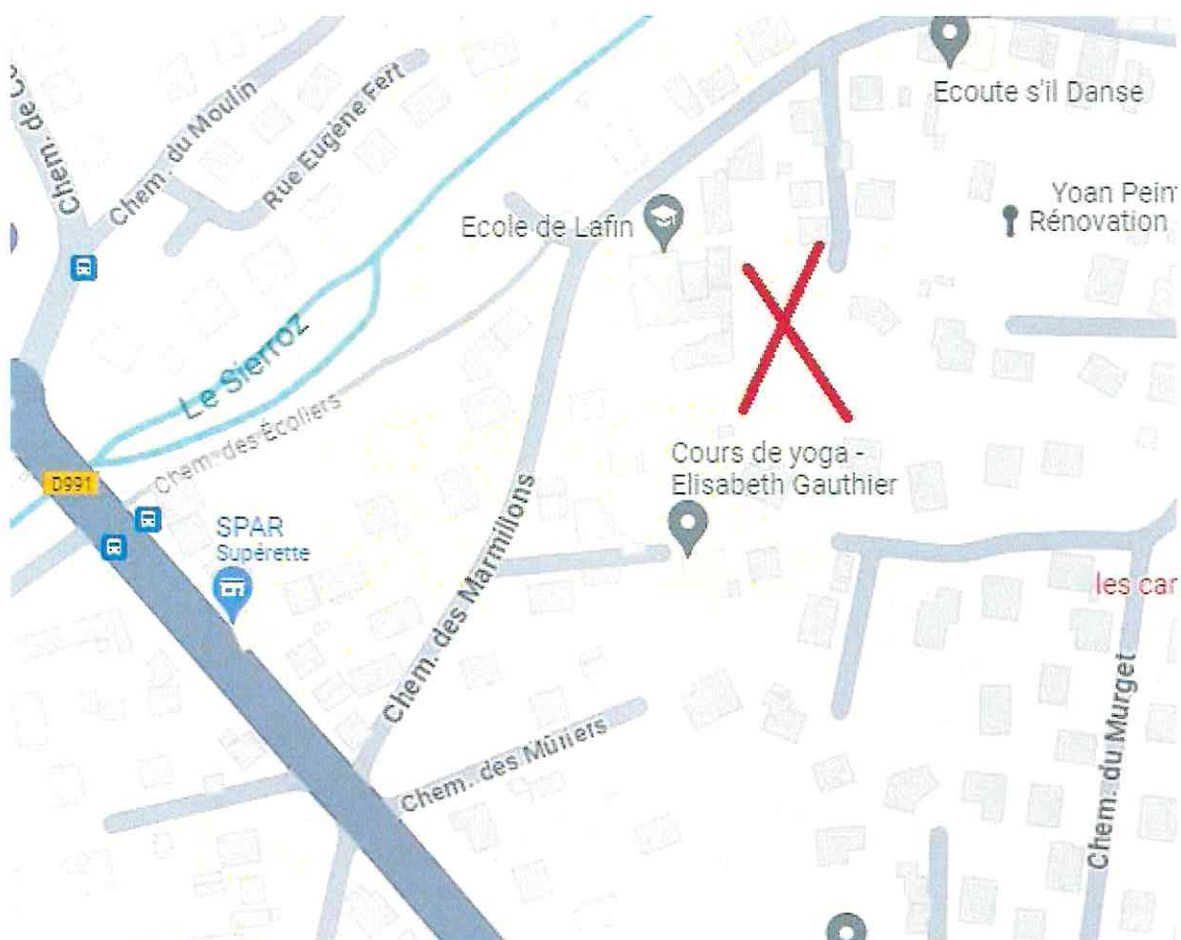 Ecoute s'il Danse
Chem. de
Chem. du Moulin
Rue Eugène Fert
Yoan Pein
Rénovation
Ecole de Lafin
Le Sierroz
Chem. des Écoliers
Cours de yoga -
Elisabeth Gauthier
D991
SPAR
Supérette
Chem. des Marmillons
les car
Chem. des Mûriers
Chem. du Murget